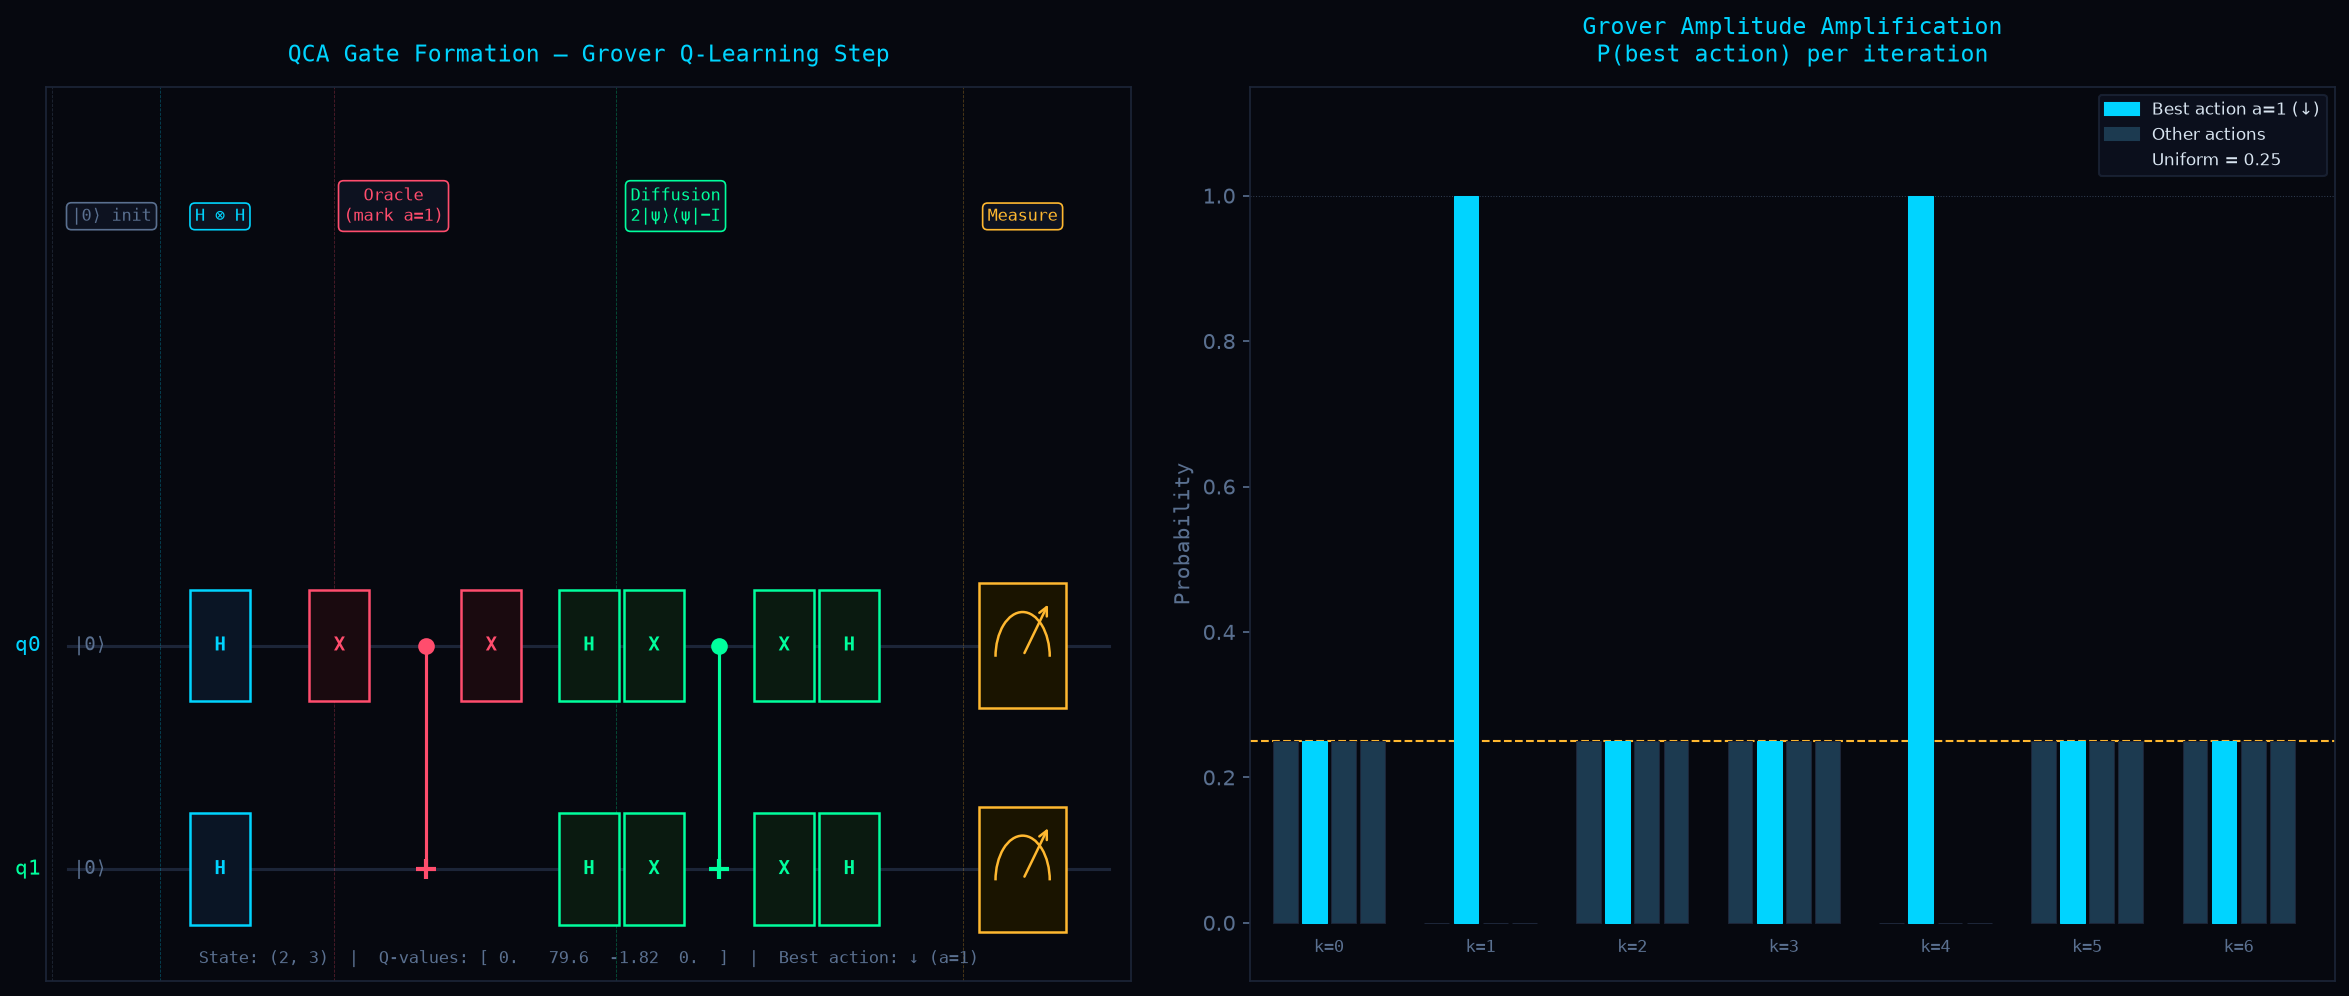 QCA Gate Formation — Grover Q-Learning Step
|0⟩ init
H ⊗ H
Oracle
(mark a=1)
Diffusion
2|ψ⟩⟨ψ|−I
Measure
q0
|0⟩
H
X
X
H
X
X
H
q1
|0⟩
H
H
X
X
H
State: (2, 3) | Q-values: [ 0. 79.6 -1.82 0. ] | Best action: ↓ (a=1)
Grover Amplitude Amplification
P(best action) per iteration
Best action a=1 (↓)
Other actions
Uniform = 0.25
Probability
1.0
0.8
0.6
0.4
0.2
0.0
k=0
k=1
k=2
k=3
k=4
k=5
k=6